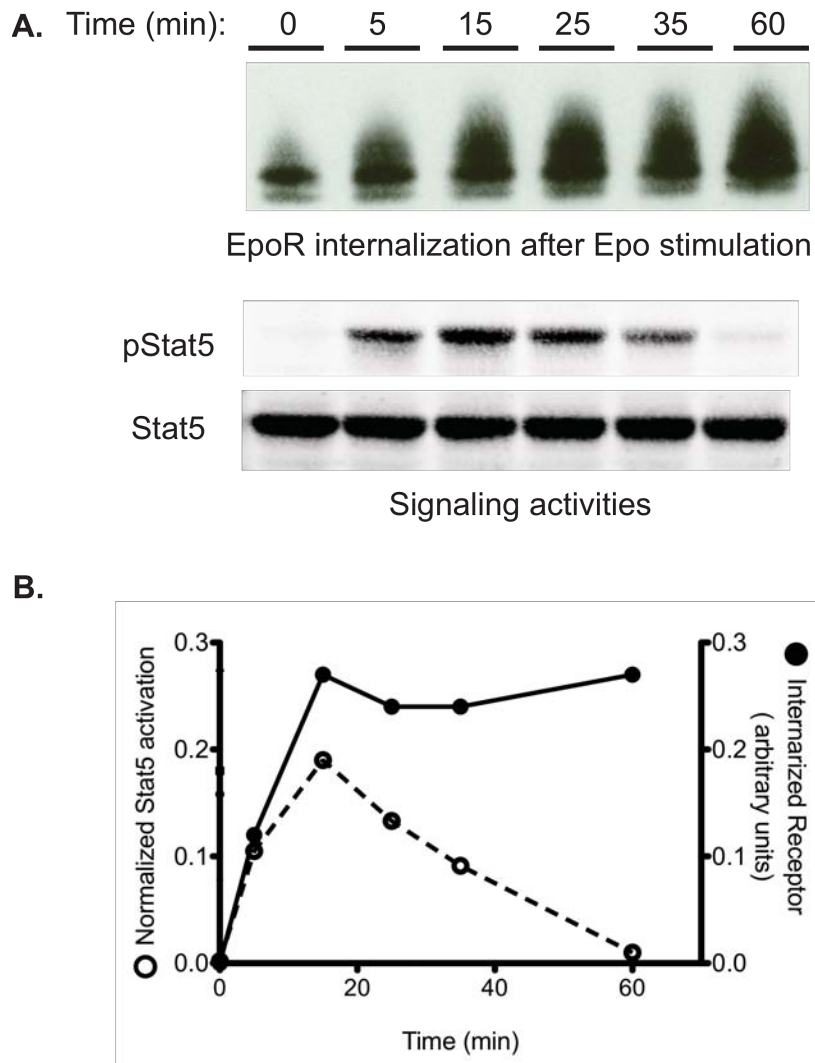 A. Time (min): 0 5 15 25 35 60
EpoR internalization after Epo stimulation
pStat5
Stat5
Signaling activities
B.
Normalized Stat5 activation
0.3
0.2
0.1
0.0
0 20 40 60
Time (min)
0.3
0.2
0.1
0.0
Internarized Receptor
( arbitrary units)